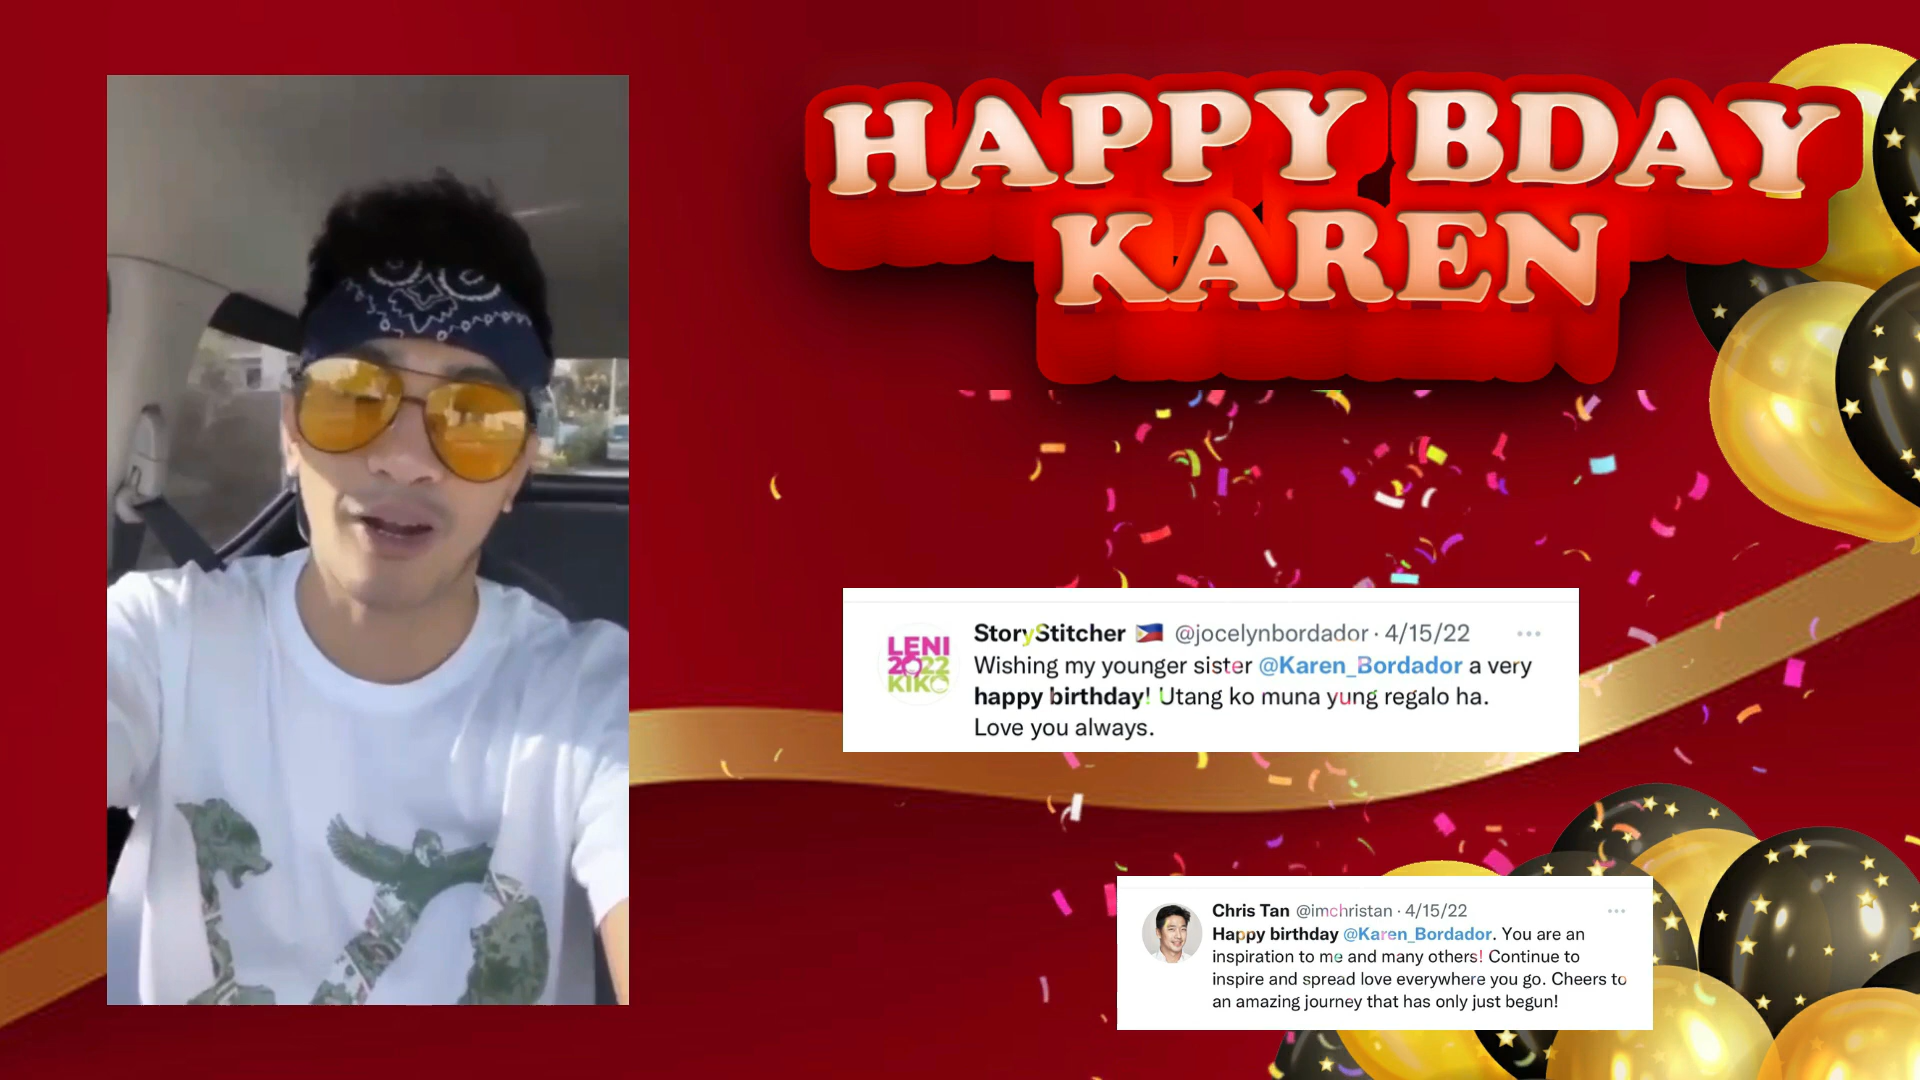 HAPPY BDAY
KAREN
LENI
2022
KIKO
StoryStitcher 🇵🇭 @jocelynbordador · 4/15/22
Wishing my younger sister @Karen_Bordador a very
happy birthday! Utang ko muna yung regalo ha.
Love you always.
Chris Tan @imchristan · 4/15/22
Happy birthday @Karen_Bordador. You are an
inspiration to me and many others! Continue to
inspire and spread love everywhere you go. Cheers to
an amazing journey that has only just begun!